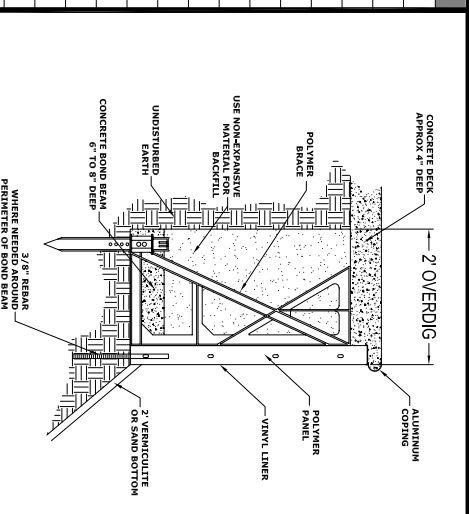 CONCRETE DECK
APPROX 4" DEEP
2' OVERDIG
ALUMINUM
COPING
POLYMER
BRACE
USE NON-EXPANSIVE
MATERIAL FOR
BACKFILL
UNDISTURBED
EARTH
CONCRETE BOND BEAM
6" TO 8" DEEP
3/8" REBAR
WHERE NEEDED AROUND
PERIMETER OF BOND BEAM
POLYMER
PANEL
VINYL LINER
2' VERMICULITE
OR SAND BOTTOM